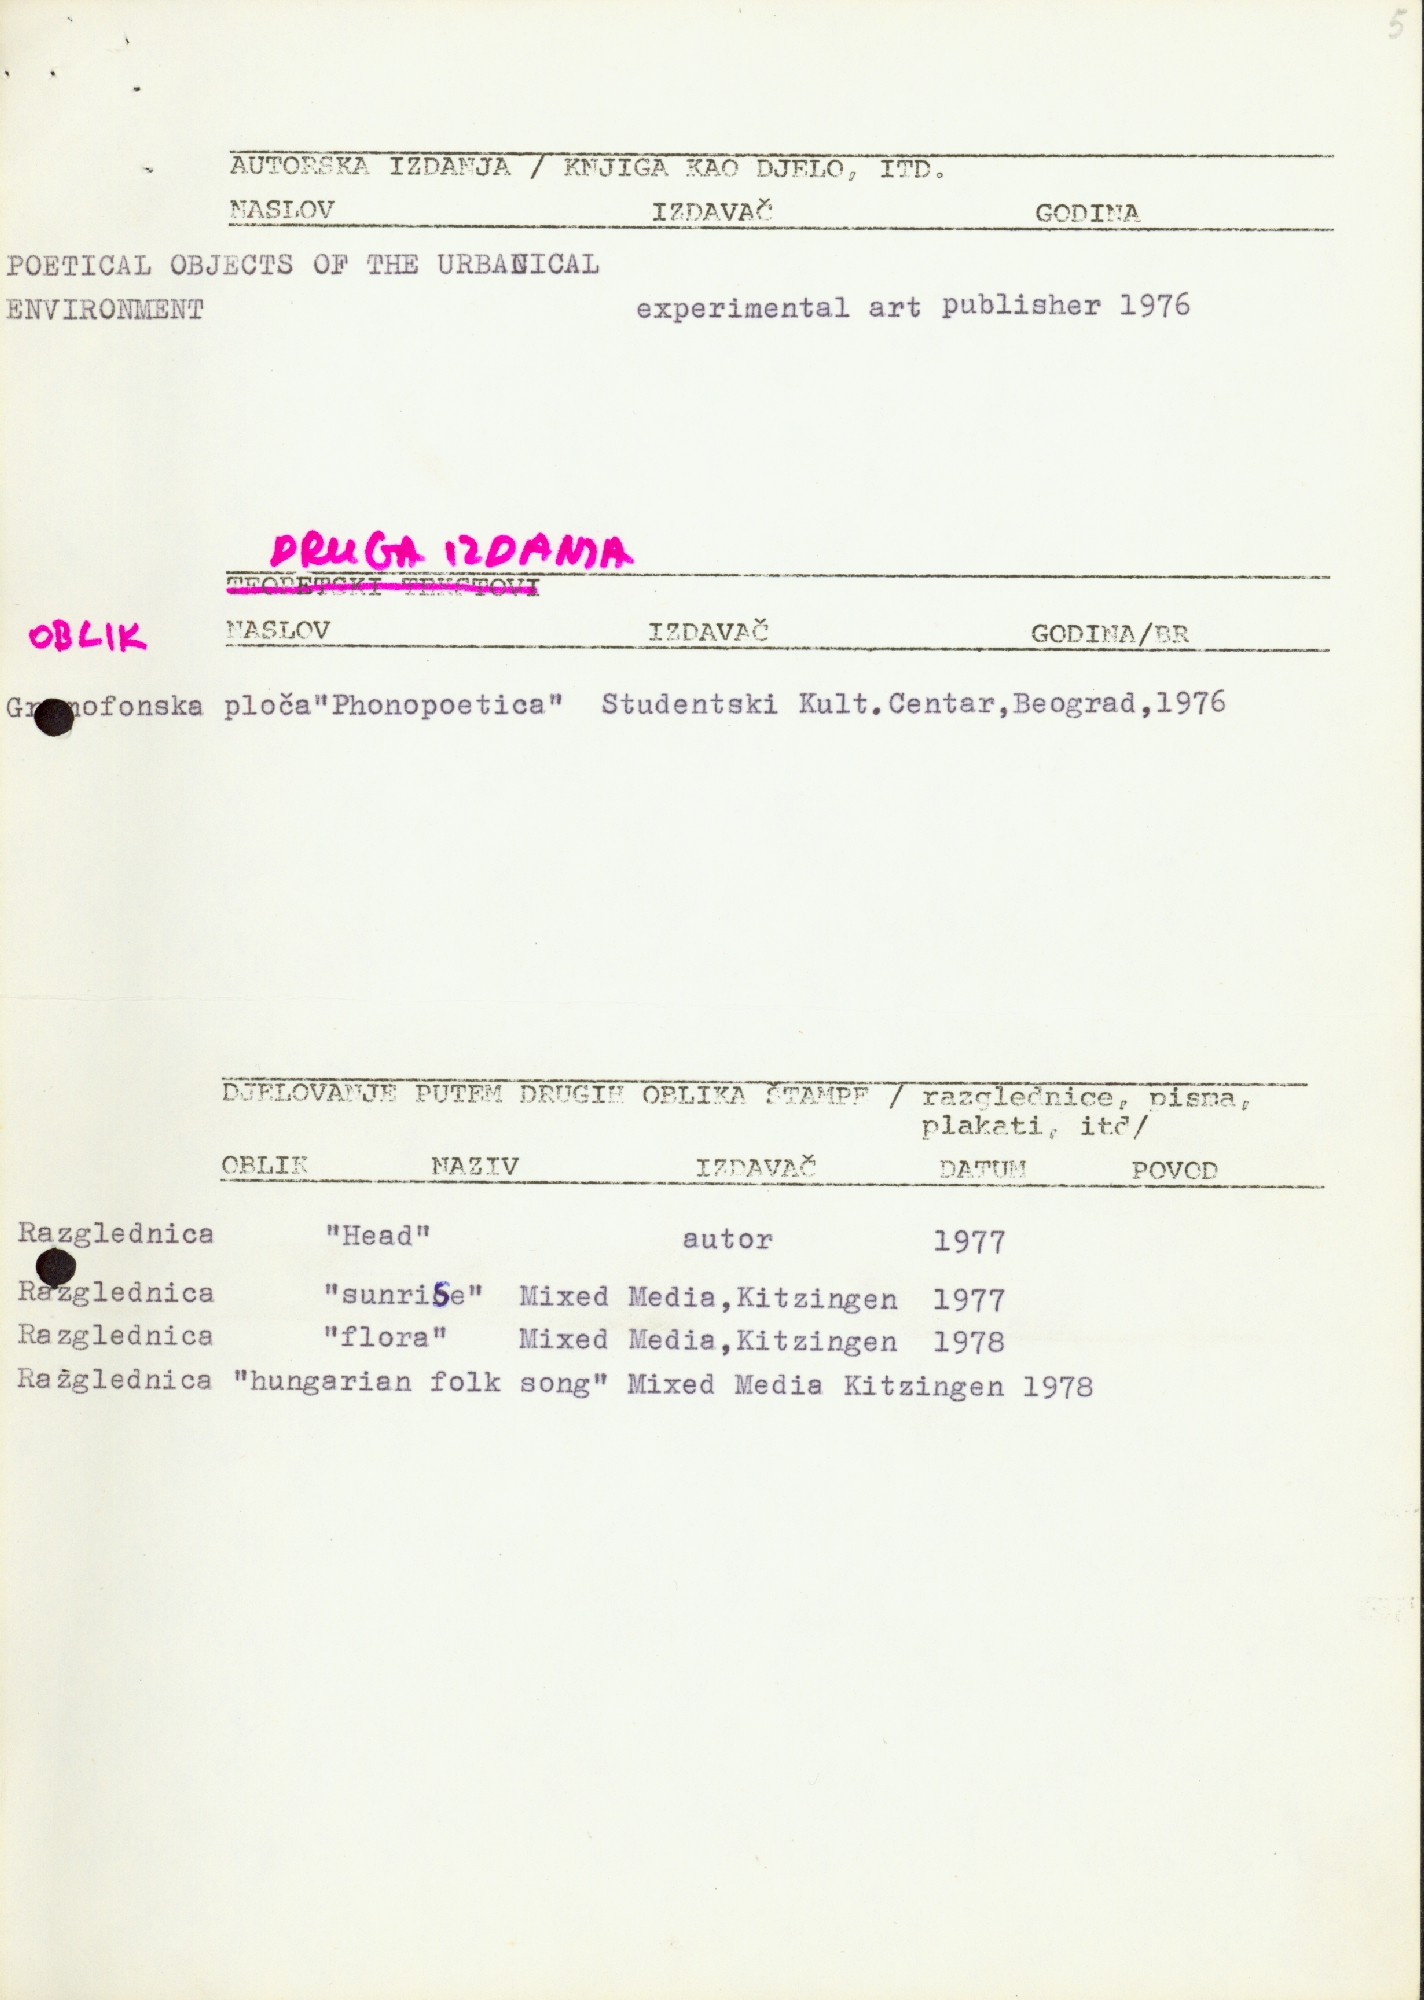 5
AUTORSKA IZDANJA / KNJIGA KAO DJELO, ITD.
NASLOV IZDAVAČ GODINA
POETICAL OBJECTS OF THE URBANICAL
ENVIRONMENT experimental art publisher 1976
DRUGA IZDANJA
TEORETSKI TEKSTOVI
OBLIK NASLOV IZDAVAČ GODINA/BR
Gramofonska ploča"Phonopoetica" Studentski Kult.Centar,Beograd,1976
DJELOVANJE PUTEM DRUGIH OBLIKA ŠTAMPE / razglednice, pisma,
plakati, itd/
OBLIK NAZIV IZDAVAČ DATUM POVOD
Razglednica "Head" autor 1977
Razglednica "sunriSe" Mixed Media,Kitzingen 1977
Razglednica "flora" Mixed Media,Kitzingen 1978
Razglednica "hungarian folk song" Mixed Media Kitzingen 1978